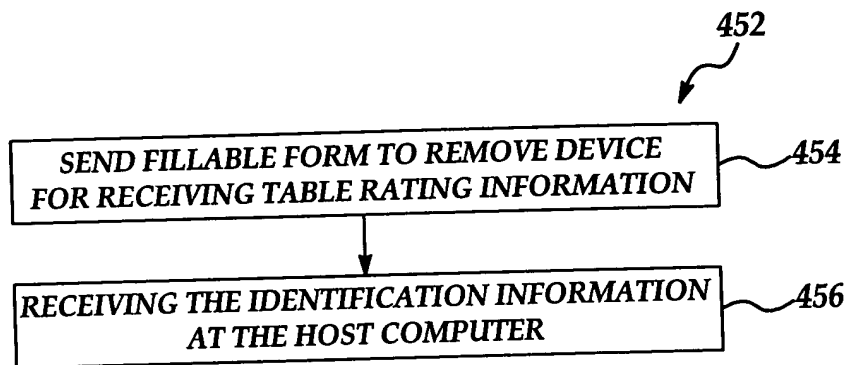 452
SEND FILLABLE FORM TO REMOVE DEVICE
FOR RECEIVING TABLE RATING INFORMATION
454
RECEIVING THE IDENTIFICATION INFORMATION
AT THE HOST COMPUTER
456